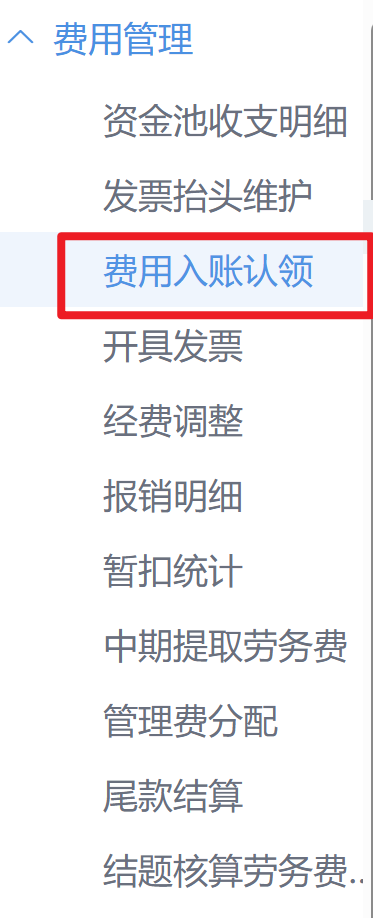 费用管理
资金池收支明细
发票抬头维护
费用入账认领
开具发票
经费调整
报销明细
暂扣统计
中期提取劳务费
管理费分配
尾款结算
结题核算劳务费..